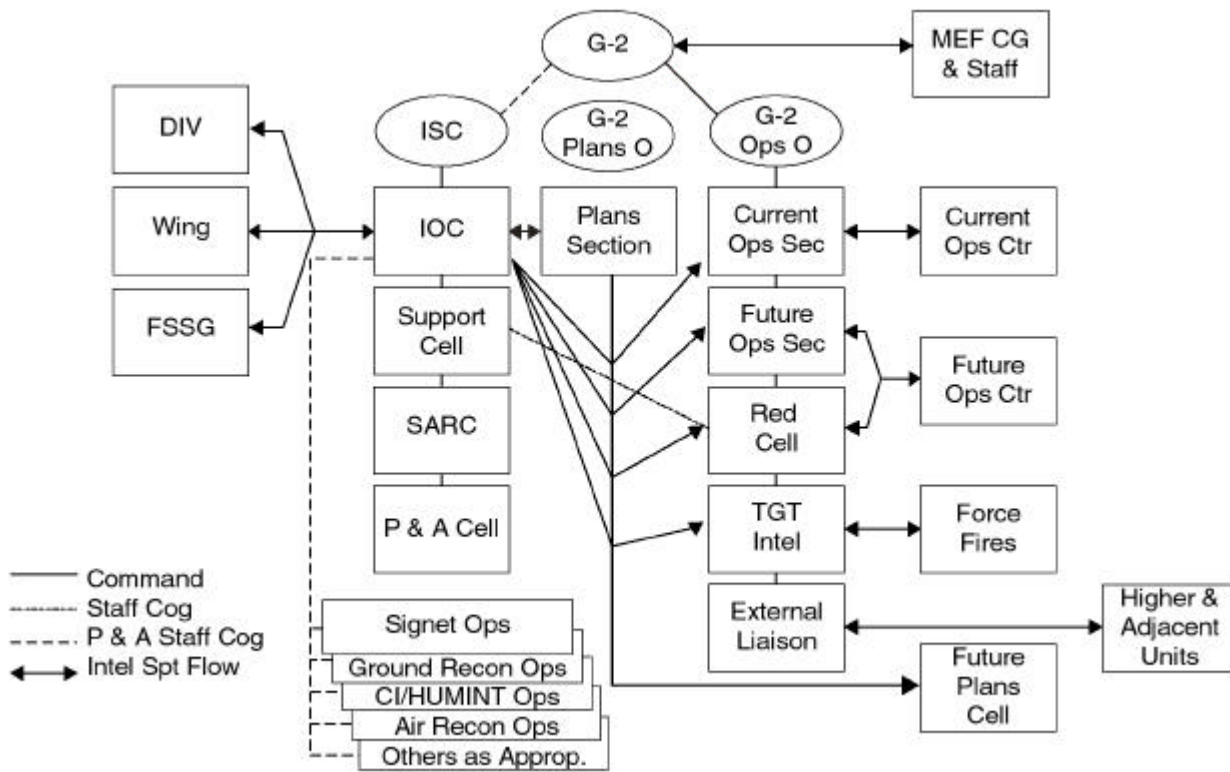 G-2
MEF CG
& Staff
DIV
ISC
G-2
Plans O
G-2
Ops O
Wing
IOC
Plans
Section
Current
Ops Sec
Current
Ops Ctr
FSSG
Support
Cell
Future
Ops Sec
Future
Ops Ctr
SARC
Red
Cell
P & A Cell
TGT
Intel
Force
Fires
Command
Staff Cog
P & A Staff Cog
Intel Spt Flow
Signet Ops
Ground Recon Ops
CI/HUMINT Ops
Air Recon Ops
Others as Approp.
External
Liaison
Higher &
Adjacent
Units
Future
Plans
Cell